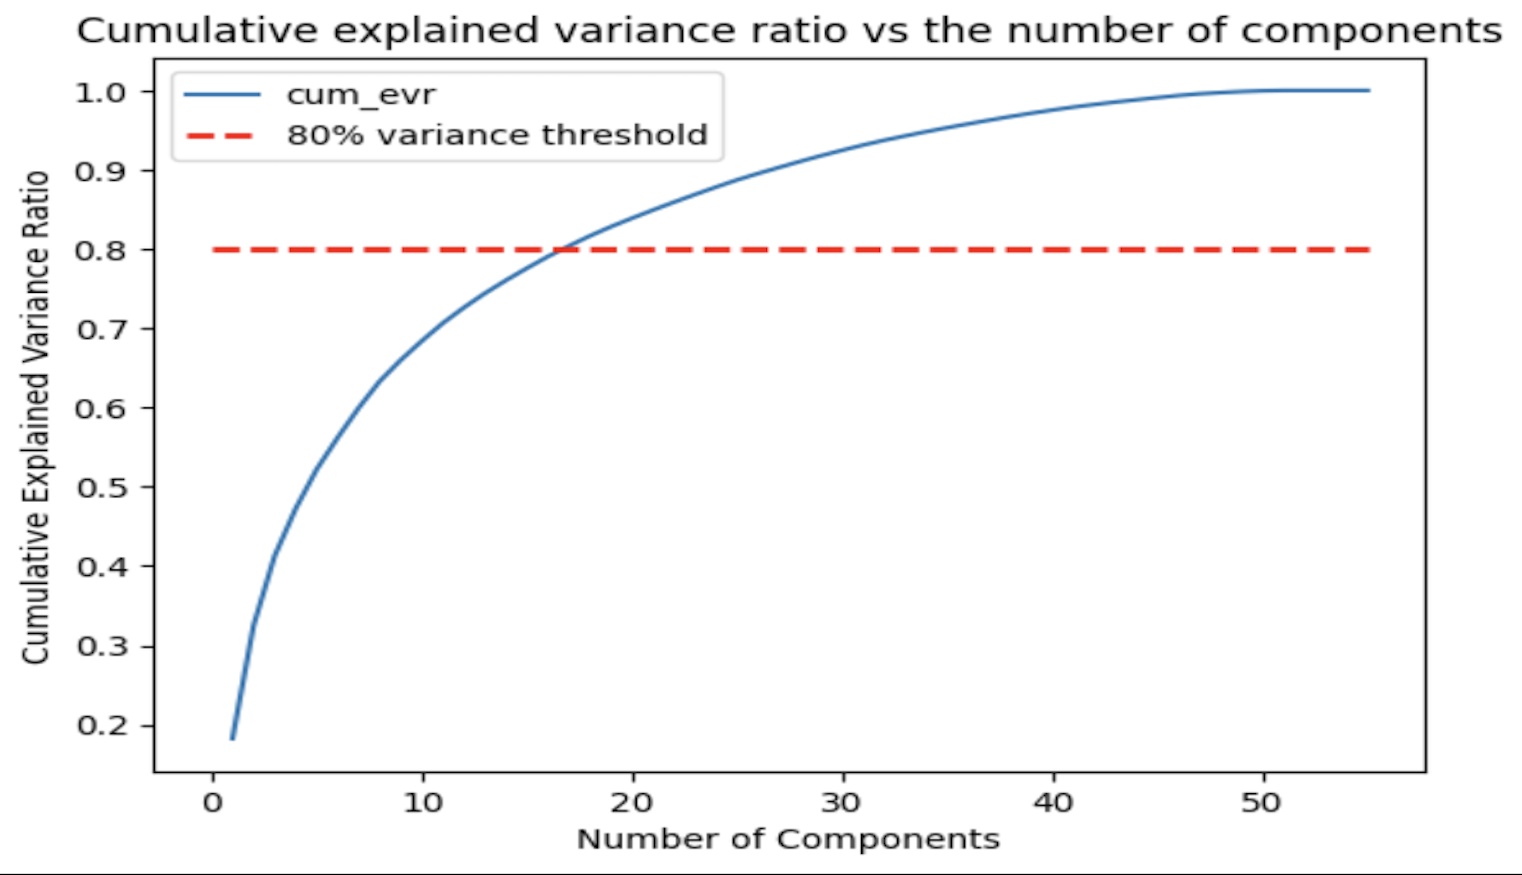 Cumulative explained variance ratio vs the number of components
cum_evr
80% variance threshold
Cumulative Explained Variance Ratio
1.0
0.9
0.8
0.7
0.6
0.5
0.4
0.3
0.2
0 10 20 30 40 50
Number of Components